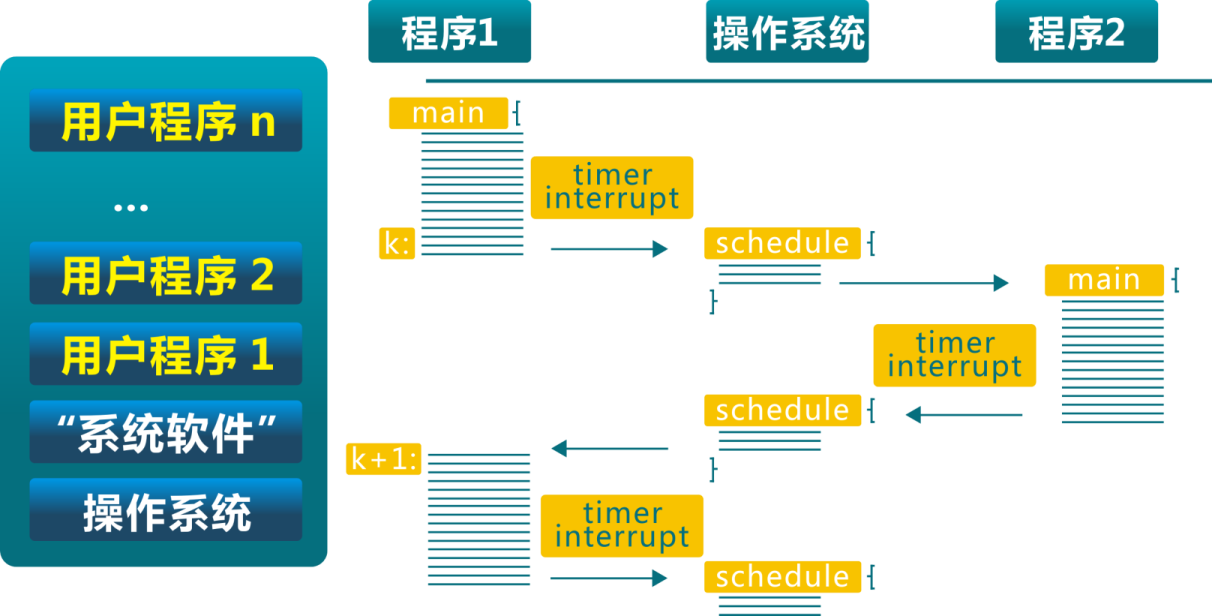 程序1
操作系统
程序2
用户程序 n
...
用户程序 2
用户程序 1
“系统软件”
操作系统
main {
timer
interrupt
k:
schedule {
}
main {
timer
interrupt
schedule {
}
k+1:
timer
interrupt
schedule {